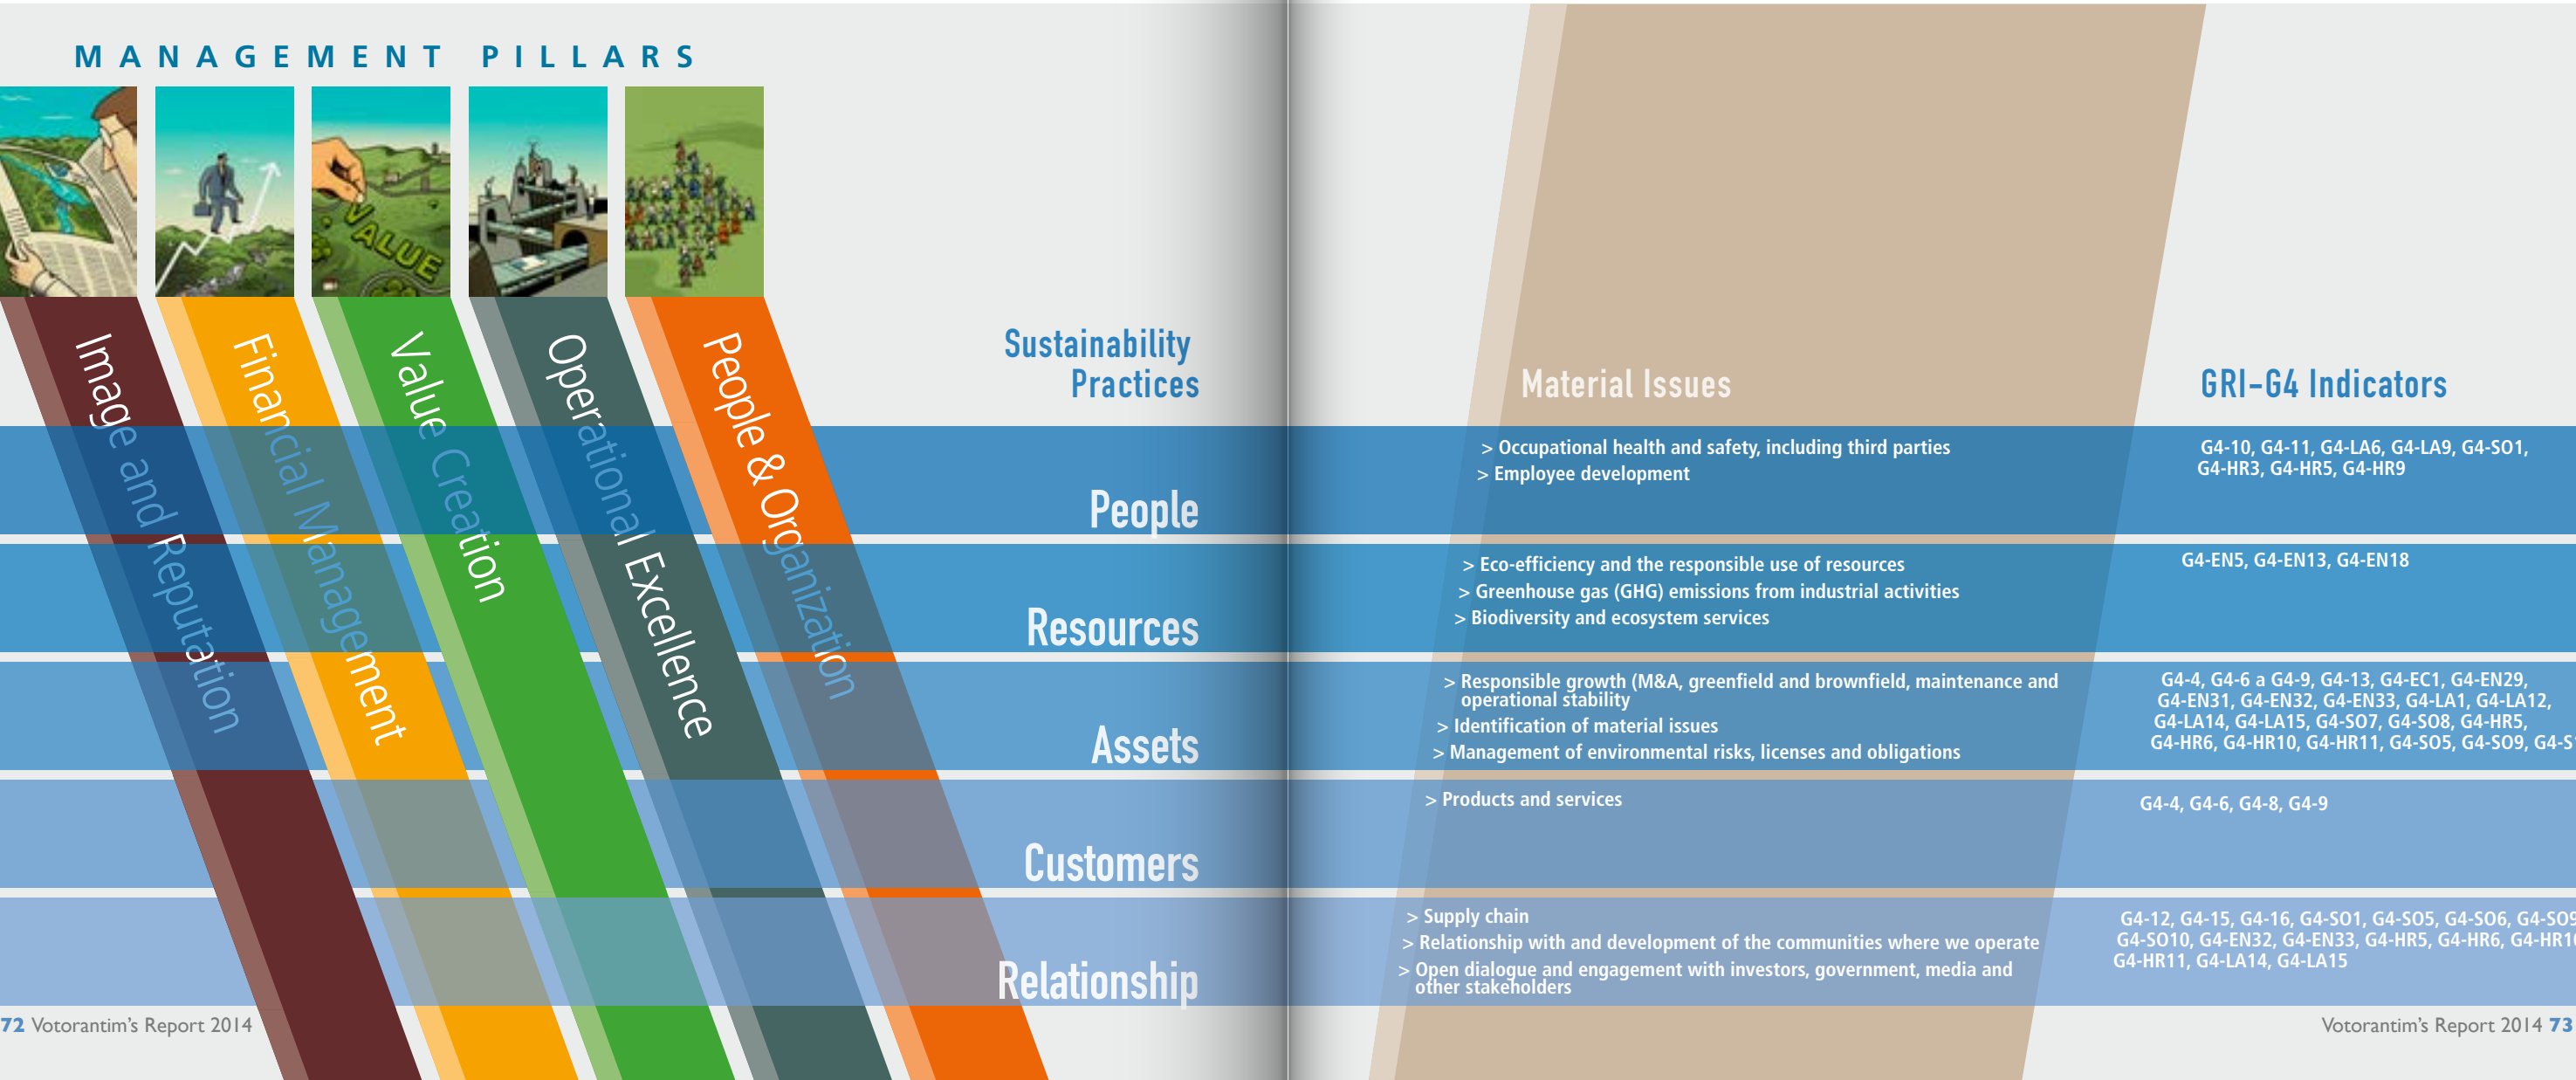 MANAGEMENT PILLARS
VALUE
Image and Reputation
Financial Management
Value Creation
Operational Excellence
People & Organization
Sustainability
Practices
Material Issues
GRI-G4 Indicators
People
> Occupational health and safety, including third parties
> Employee development
G4-10, G4-11, G4-LA6, G4-LA9, G4-SO1,
G4-HR3, G4-HR5, G4-HR9
Resources
> Eco-efficiency and the responsible use of resources
> Greenhouse gas (GHG) emissions from industrial activities
> Biodiversity and ecosystem services
G4-EN5, G4-EN13, G4-EN18
Assets
> Responsible growth (M&A, greenfield and brownfield, maintenance and
operational stability
> Identification of material issues
> Management of environmental risks, licenses and obligations
G4-4, G4-6 a G4-9, G4-13, G4-EC1, G4-EN29,
G4-EN31, G4-EN32, G4-EN33, G4-LA1, G4-LA12,
G4-LA14, G4-LA15, G4-SO7, G4-SO8, G4-HR5,
G4-HR6, G4-HR10, G4-HR11, G4-SO5, G4-SO9,
Customers
> Products and services
G4-4, G4-6, G4-8, G4-9
Relationship
> Supply chain
> Relationship with and development of the communities where we operate
> Open dialogue and engagement with investors, government, media and
other stakeholders
G4-12, G4-15, G4-16, G4-SO1, G4-SO5, G4-SO6, G4-SO9
G4-SO10, G4-EN32, G4-EN33, G4-HR5, G4-HR6,
G4-HR11, G4-LA14, G4-LA15
72 Votorantim's Report 2014
Votorantim's Report 2014 73